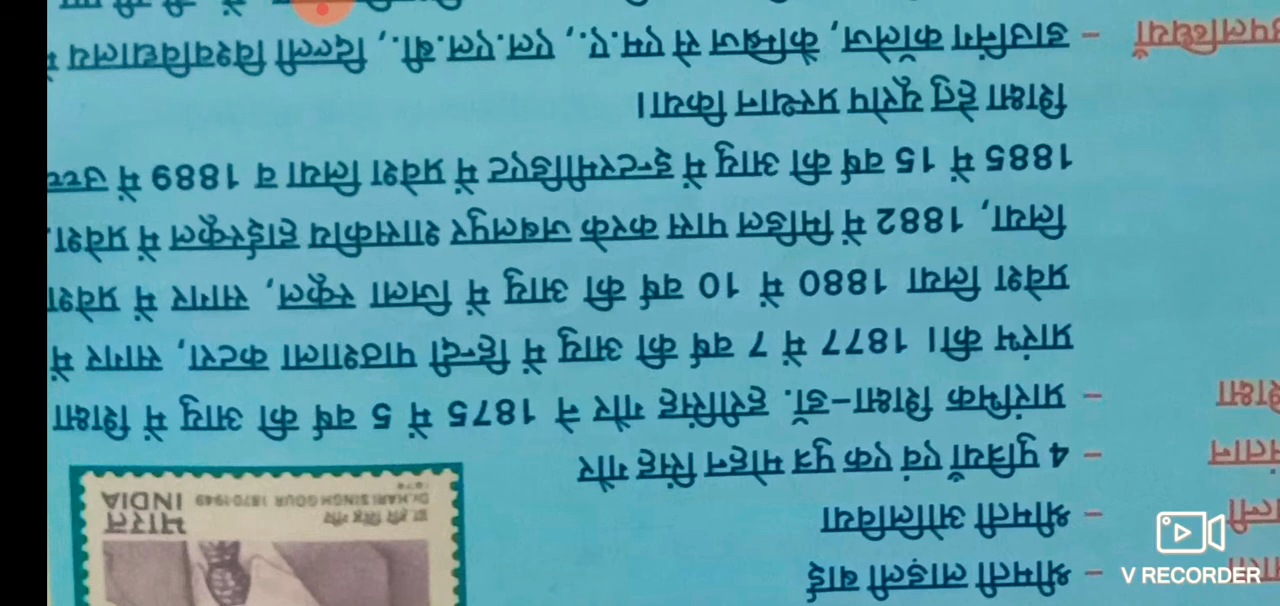 माता – श्रीमती लाड़ली बाई
पत्नी – श्रीमती ओलिविया
संतान – 4 पुत्रियाँ एवं एक पुत्र मोहन सिंह गौर
शिक्षा – प्रारंभिक शिक्षा-डॉ. हरीसिंह गौर ने 1875 में 5 वर्ष की आयु में शिक्षा
प्रारंभ की। 1877 में 7 वर्ष की आयु में हिन्दी पाठशाला कटरा, सागर में
प्रवेश लिया 1880 में 10 वर्ष की आयु में जिला स्कूल, सागर में प्रवेश
लिया, 1882 में मिडिल पास करके जबलपुर शासकीय हाईस्कूल में प्रवेश
1885 में 15 वर्ष की आयु में इन्टरमीडिएट में प्रवेश लिया व 1889 में उच्च
शिक्षा हेतु यूरोप प्रस्थान किया।
उपलब्धियाँ – डाउनिंग कॉलेज, कैम्ब्रिज से एम.ए., एल.एल.बी., दिल्ली विश्वविद्यालय में
डा. हरि सिंह गौर भारत
Dr. HARI SINGH GOUR 1870-1949 INDIA
V RECORDER